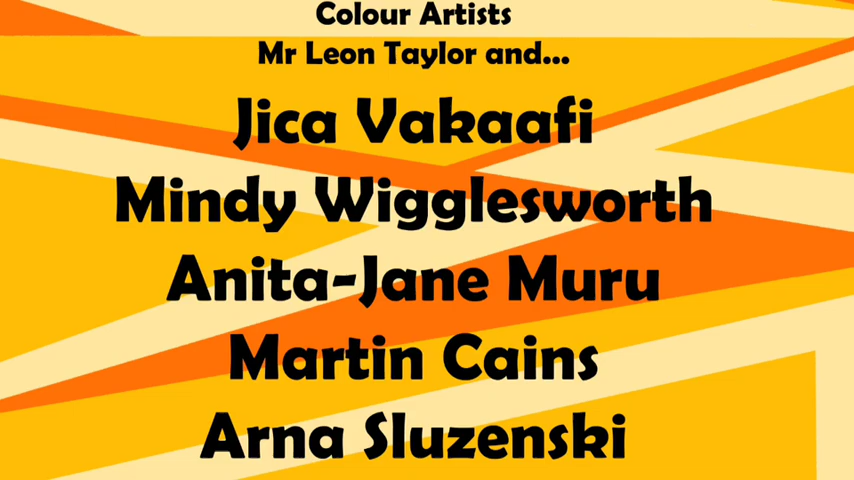 Colour Artists
Mr Leon Taylor and...
Jica Vakaafi
Mindy Wigglesworth
Anita-Jane Muru
Martin Cains
Arna Sluzenski